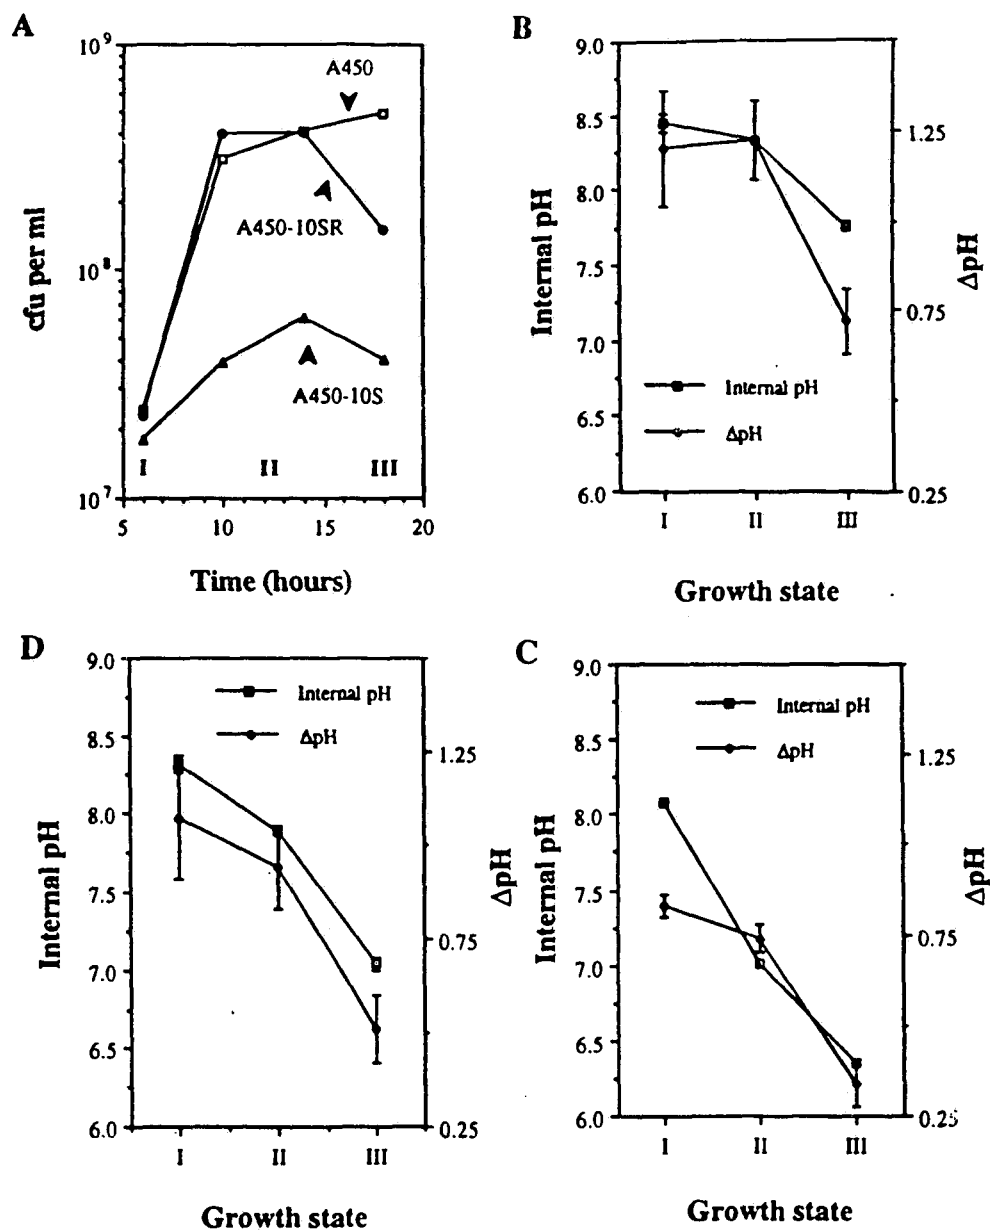 A
10⁹
10⁸
10⁷
cfu per ml
A450
A450-10SR
A450-10S
I II III
5 10 15 20
Time (hours)
B
9.0
8.5
8.0
7.5
7.0
6.5
6.0
Internal pH
1.25
0.75
0.25
ΔpH
Internal pH
ΔpH
I II III
Growth state
D
9.0
8.5
8.0
7.5
7.0
6.5
6.0
Internal pH
1.25
0.75
0.25
ΔpH
Internal pH
ΔpH
I II III
Growth state
C
9.0
8.5
8.0
7.5
7.0
6.5
6.0
Internal pH
1.25
0.75
0.25
ΔpH
Internal pH
ΔpH
I II III
Growth state